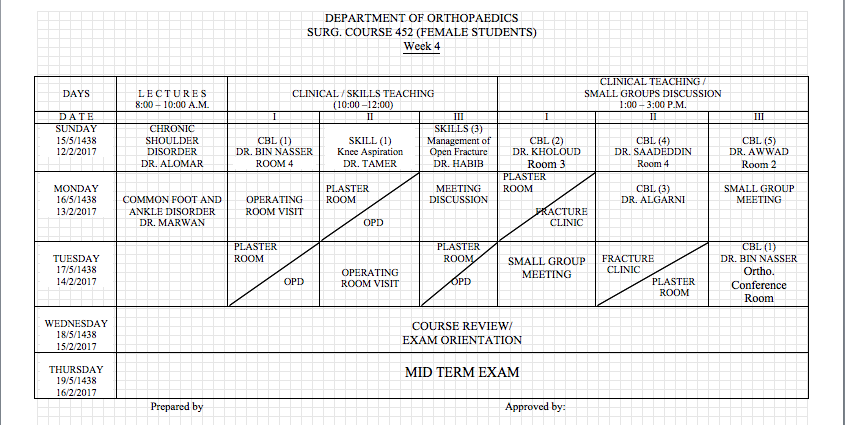 DEPARTMENT OF ORTHOPAEDICS
SURG. COURSE 452 (FEMALE STUDENTS)
Week 4
DAYS
L E C T U R E S
8:00 – 10:00 A.M.
CLINICAL / SKILLS TEACHING
(10:00 –12:00)
CLINICAL TEACHING /
SMALL GROUPS DISCUSSION
1:00 – 3:00 P.M.
D A T E
I
II
III
I
II
III
SUNDAY
15/5/1438
12/2/2017
CHRONIC
SHOULDER
DISORDER
DR. ALOMAR
CBL (1)
DR. BIN NASSER
ROOM 4
SKILL (1)
Knee Aspiration
DR. TAMER
SKILLS (3)
Management of
Open Fracture
DR. HABIB
CBL (2)
DR. KHOLOUD
Room 3
CBL (4)
DR. SAADEDDIN
Room 4
CBL (5)
DR. AWWAD
Room 2
MONDAY
16/5/1438
13/2/2017
COMMON FOOT AND
ANKLE DISORDER
DR. MARWAN
OPERATING
ROOM VISIT
PLASTER
ROOM
OPD
MEETING
DISCUSSION
PLASTER
ROOM
FRACTURE
CLINIC
CBL (3)
DR. ALGARNI
SMALL GROUP
MEETING
TUESDAY
17/5/1438
14/2/2017
PLASTER
ROOM
OPD
OPERATING
ROOM VISIT
PLASTER
ROOM
OPD
SMALL GROUP
MEETING
FRACTURE
CLINIC
PLASTER
ROOM
CBL (1)
DR. BIN NASSER
Ortho.
Conference
Room
WEDNESDAY
18/5/1438
15/2/2017
COURSE REVIEW/
EXAM ORIENTATION
THURSDAY
19/5/1438
16/2/2017
MID TERM EXAM
Prepared by
Approved by: